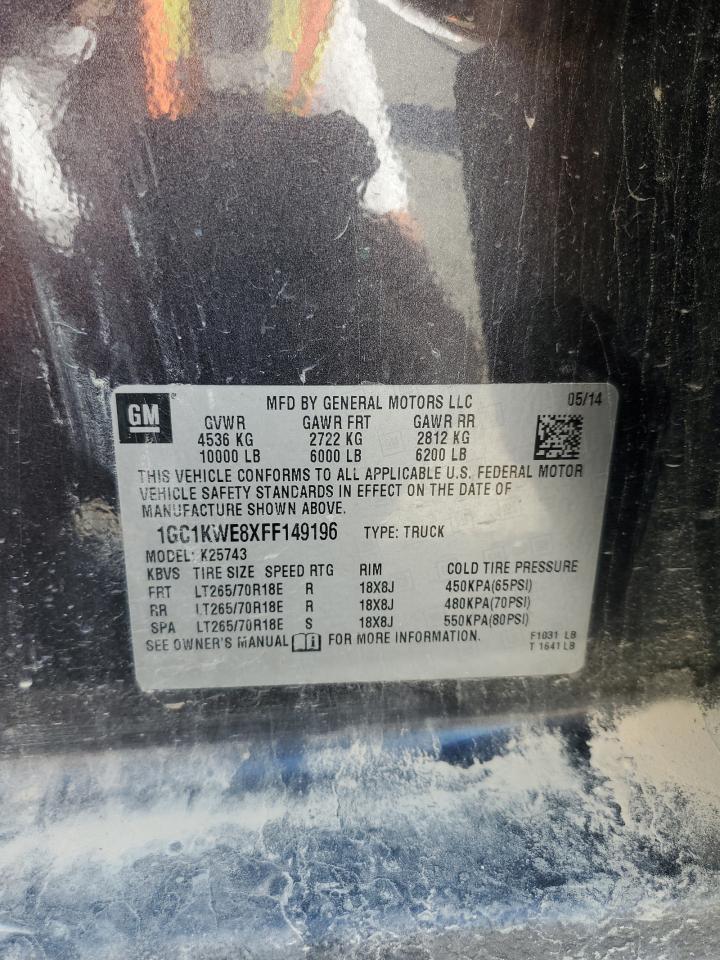 GM
MFD BY GENERAL MOTORS LLC 05/14
GVWR GAWR FRT GAWR RR
4536 KG 2722 KG 2812 KG
10000 LB 6000 LB 6200 LB
THIS VEHICLE CONFORMS TO ALL APPLICABLE U.S. FEDERAL MOTOR
VEHICLE SAFETY STANDARDS IN EFFECT ON THE DATE OF
MANUFACTURE SHOWN ABOVE.
1GC1KWE8XFF149196 TYPE: TRUCK
MODEL: K25743
KBVS TIRE SIZE SPEED RTG RIM COLD TIRE PRESSURE
FRT LT265/70R18E R 18X8J 450KPA(65PSI)
RR LT265/70R18E R 18X8J 480KPA(70PSI)
SPA LT265/70R18E S 18X8J 550KPA(80PSI)
SEE OWNER'S MANUAL FOR MORE INFORMATION. F1031 LB
T 1641 LB